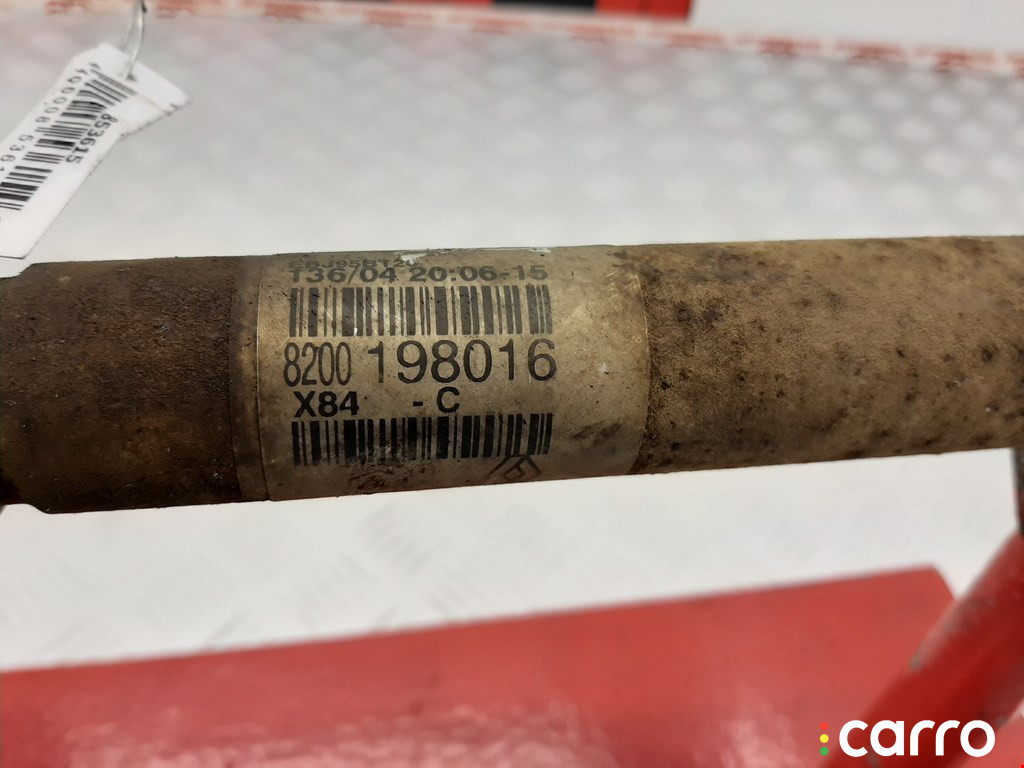 853615
T36/04 20:06-15
8200 198016
X84 - C
carro